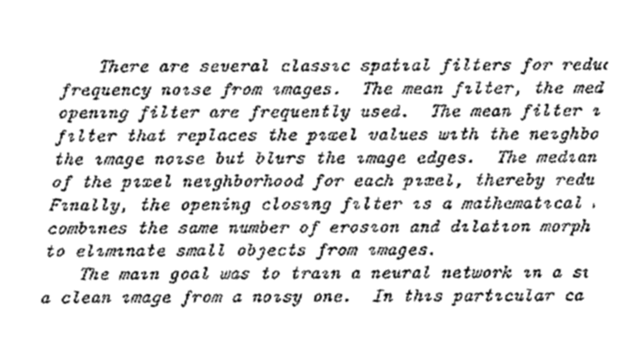 There are several classic spatial filters for
frequency noise from images. The mean filter, the med
opening filter are frequently used. The mean filter
filter that replaces the pixel values with the neighbo
the image noise but blurs the image edges. The median
of the pixel neighborhood for each pixel, thereby redu
Finally, the opening closing filter is a mathematical
combines the same number of erosion and dilation morph
to eliminate small objects from images.
The main goal was to train a neural network in a
a clean image from a noisy one. In this particular ca